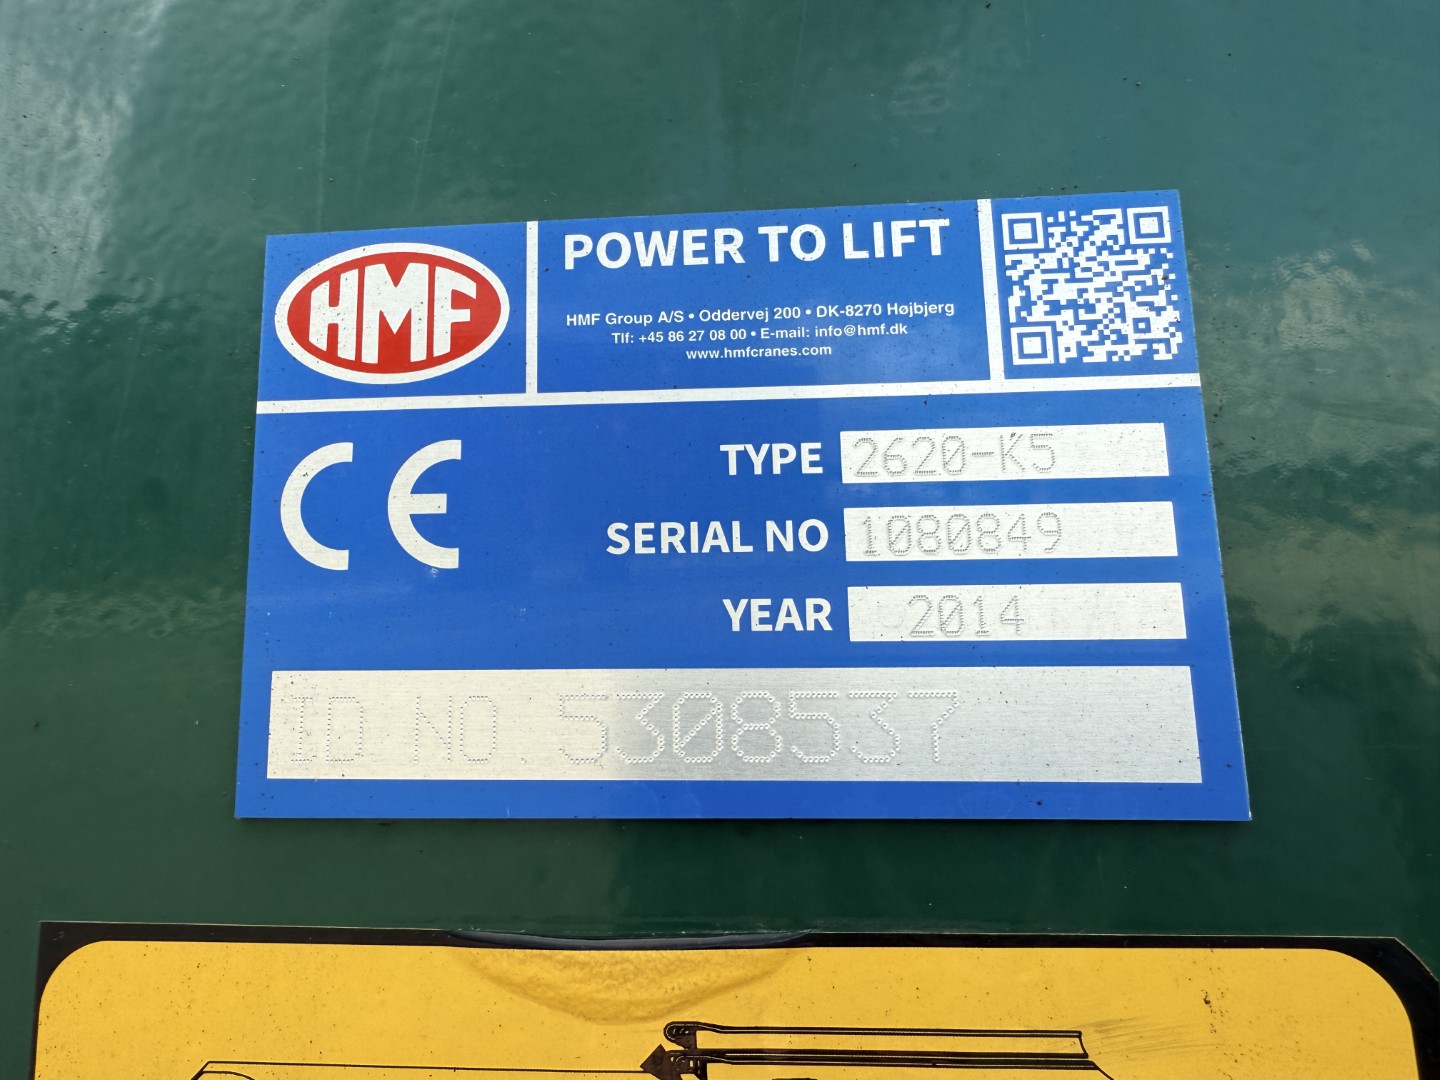 HMF
POWER TO LIFT
HMF Group A/S • Oddervej 200 • DK-8270 Højbjerg
Tlf: +45 86 27 08 00 • E-mail: info@hmf.dk
www.hmfcranes.com
CE
TYPE 2620-K5
SERIAL NO 1080849
YEAR 2014
ID NO. 5308537